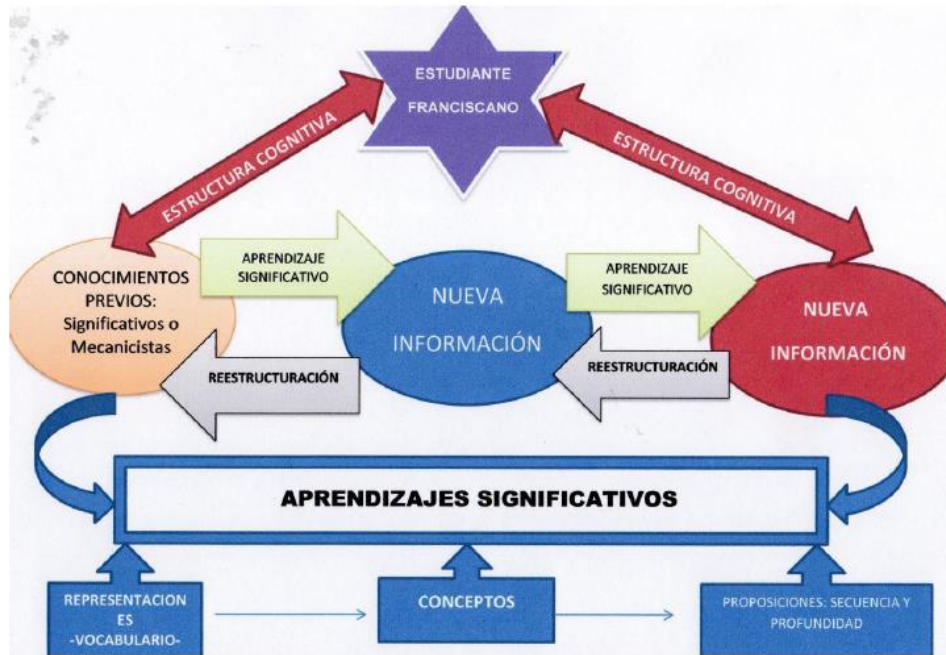 ESTUDIANTE
FRANCISCANO
ESTRUCTURA COGNITIVA
ESTRUCTURA COGNITIVA
CONOCIMIENTOS
PREVIOS:
Significativos o
Mecanicistas
APRENDIZAJE
SIGNIFICATIVO
NUEVA
INFORMACIÓN
APRENDIZAJE
SIGNIFICATIVO
NUEVA
INFORMACIÓN
REESTRUCTURACIÓN
REESTRUCTURACIÓN
APRENDIZAJES SIGNIFICATIVOS
REPRESENTACION
ES
-VOCABULARIO-
CONCEPTOS
PROPOSICIONES: SECUENCIA Y
PROFUNDIDAD